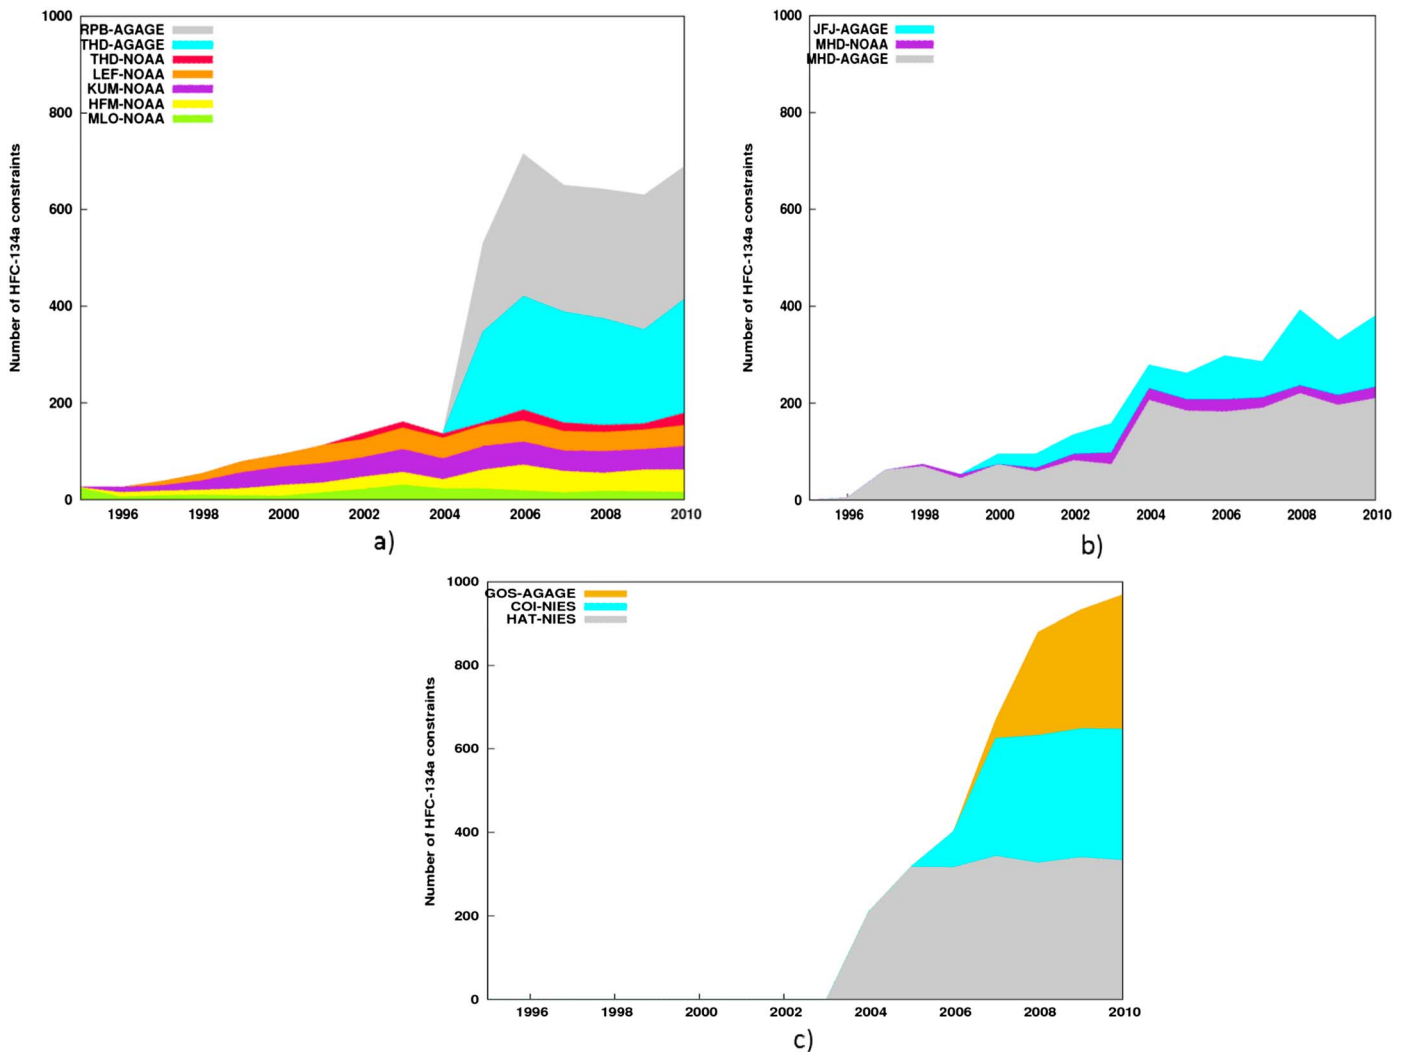 1000
800
600
400
200
0
Number of HFC-134a constraints
RPB-AGAGE
THD-AGAGE
THD-NOAA
LEF-NOAA
KUM-NOAA
HFM-NOAA
MLO-NOAA
1996 1998 2000 2002 2004 2006 2008 2010
a)
1000
800
600
400
200
0
Number of HFC-134a constraints
JFJ-AGAGE
MHD-NOAA
MHD-AGAGE
1996 1998 2000 2002 2004 2006 2008 2010
b)
1000
800
600
400
200
0
Number of HFC-134a constraints
GOS-AGAGE
COI-NIES
HAT-NIES
1996 1998 2000 2002 2004 2006 2008 2010
c)